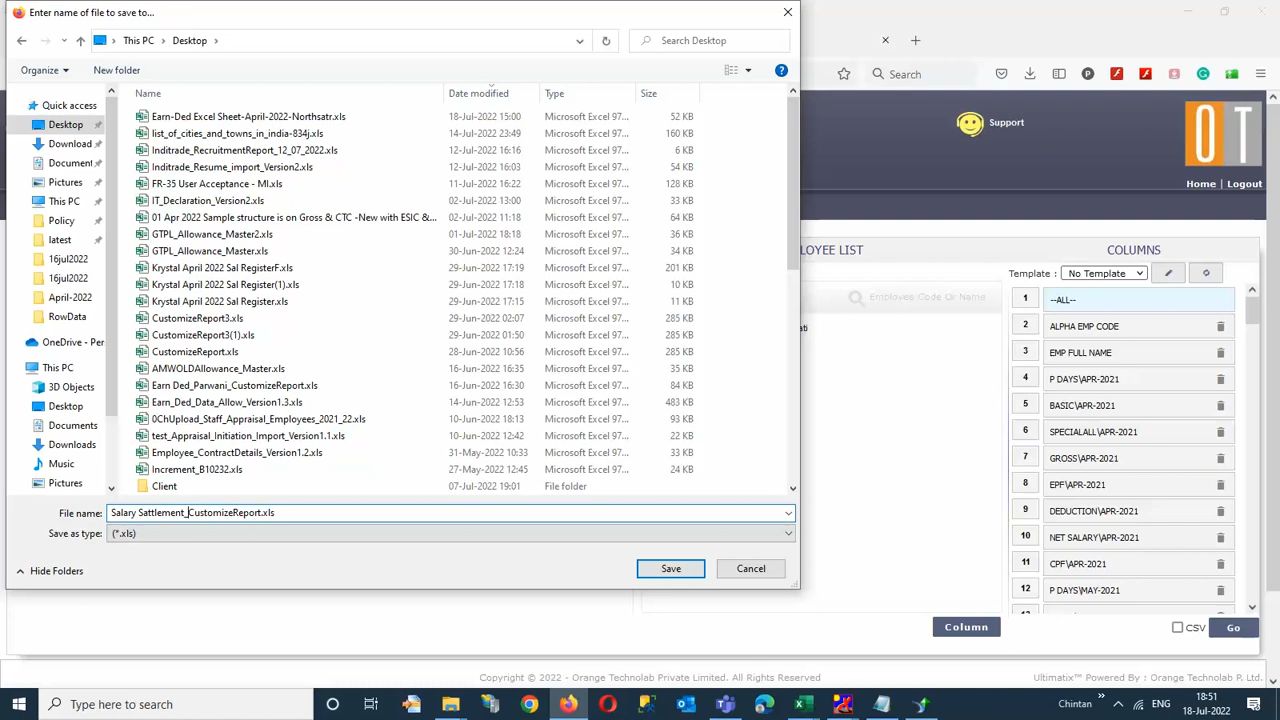 Enter name of file to save to...
This PC
Desktop
Search Desktop
Organize
New folder
Quick access
Desktop
Download
Document
Pictures
This PC
Policy
latest
16jul2022
16jul2022
April-2022
RowData
OneDrive - Per
This PC
3D Objects
Desktop
Documents
Downloads
Music
Pictures
Name Date modified Type Size
Earn-Ded Excel Sheet-April-2022-Northsatr.xls 18-Jul-2022 15:00 Microsoft Excel 97... 52 KB
list_of_cities_and_towns_in_india-834j.xls 14-Jul-2022 23:49 Microsoft Excel 97... 160 KB
Inditrade_RecruitmentReport_12_07_2022.xls 12-Jul-2022 16:16 Microsoft Excel 97... 6 KB
Inditrade_Resume_import_Version2.xls 12-Jul-2022 16:03 Microsoft Excel 97... 54 KB
FR-35 User Acceptance - MI.xls 11-Jul-2022 16:22 Microsoft Excel 97... 128 KB
IT_Declaration_Version2.xls 02-Jul-2022 13:00 Microsoft Excel 97... 33 KB
01 Apr 2022 Sample structure is on Gross & CTC -New with ESIC &... 02-Jul-2022 11:18 Microsoft Excel 97... 64 KB
GTPL_Allowance_Master2.xls 01-Jul-2022 18:18 Microsoft Excel 97... 36 KB
GTPL_Allowance_Master.xls 30-Jun-2022 12:24 Microsoft Excel 97... 34 KB
Krystal April 2022 Sal RegisterF.xls 29-Jun-2022 17:19 Microsoft Excel 97... 201 KB
Krystal April 2022 Sal Register(1).xls 29-Jun-2022 17:18 Microsoft Excel 97... 10 KB
Krystal April 2022 Sal Register.xls 29-Jun-2022 17:15 Microsoft Excel 97... 11 KB
CustomizeReport3.xls 29-Jun-2022 02:07 Microsoft Excel 97... 285 KB
CustomizeReport3(1).xls 29-Jun-2022 01:50 Microsoft Excel 97... 285 KB
CustomizeReport.xls 28-Jun-2022 10:56 Microsoft Excel 97... 285 KB
AMWOLDAllowance_Master.xls 16-Jun-2022 16:35 Microsoft Excel 97... 35 KB
Earn Ded_Parwani_CustomizeReport.xls 16-Jun-2022 16:30 Microsoft Excel 97... 84 KB
Earn_Ded_Data_Allow_Version1.3.xls 14-Jun-2022 12:53 Microsoft Excel 97... 483 KB
0ChUpload_Staff_Appraisal_Employees_2021_22.xls 10-Jun-2022 18:13 Microsoft Excel 97... 93 KB
test_Appraisal_Initiation_Import_Version1.1.xls 10-Jun-2022 12:42 Microsoft Excel 97... 22 KB
Employee_ContractDetails_Version1.2.xls 31-May-2022 10:33 Microsoft Excel 97... 33 KB
Increment_B10232.xls 27-May-2022 12:45 Microsoft Excel 97... 24 KB
Client 07-Jul-2022 19:01 File folder
File name: Salary Sattlement_CustomizeReport.xls
Save as type: (*.xls)
Hide Folders
Save
Cancel
Search
Support
OT
Home | Logout
OYEE LIST
Employee Code Or Name
ati
COLUMNS
Template : No Template
1 --ALL--
2 ALPHA EMP CODE
3 EMP FULL NAME
4 P DAYS\APR-2021
5 BASIC\APR-2021
6 SPECIALALL\APR-2021
7 GROSS\APR-2021
8 EPF\APR-2021
9 DEDUCTION\APR-2021
10 NET SALARY\APR-2021
11 CPF\APR-2021
12 P DAYS\MAY-2021
Column
CSV
Go
Copyright © 2022 - Orange Technolab Private Limited. All Rights Reserved
Ultimatix™ Powered By : Orange Technolab P. Ltd.
Type here to search
Chintan
ENG
18:51
18-Jul-2022